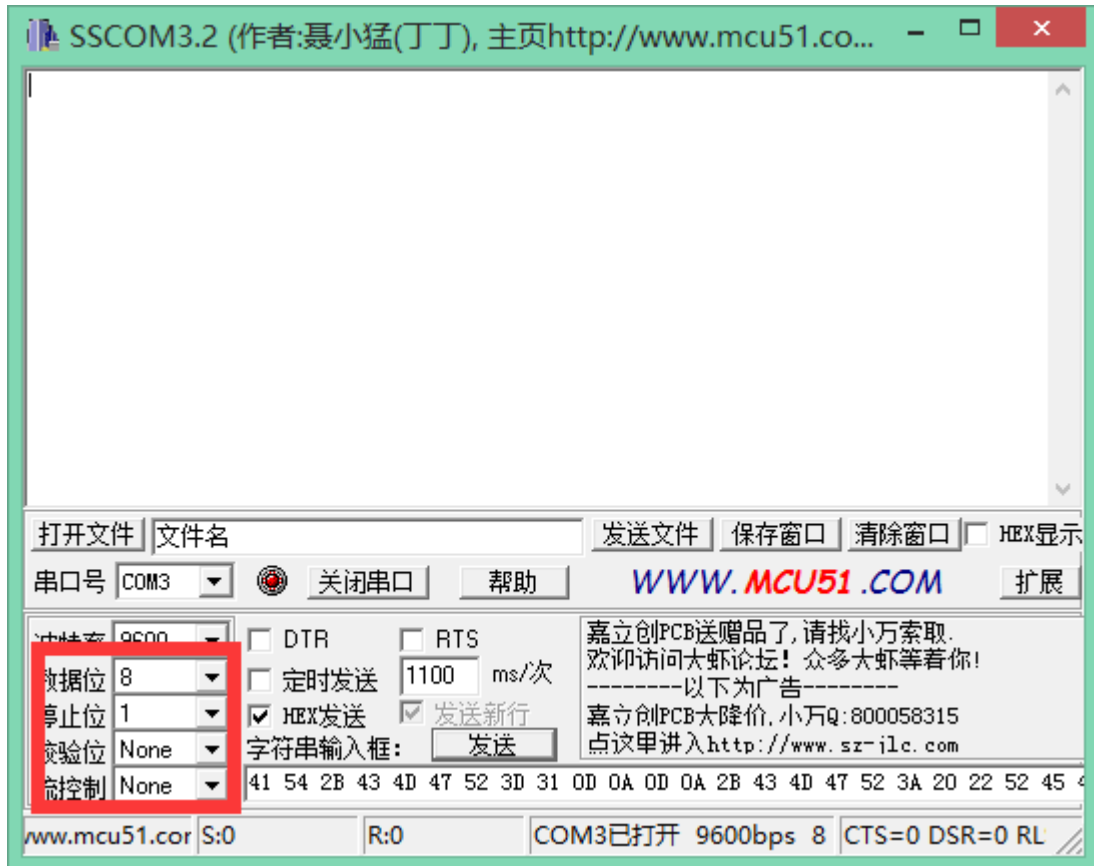 SSCOM3.2 (作者:聂小猛(丁丁), 主页http://www.mcu51.co...
打开文件 文件名 发送文件 保存窗口 清除窗口 HEX显示
串口号 COM3 关闭串口 帮助 WWW.MCU51.COM 扩展
波特率 9600 DTR RTS
数据位 8 定时发送 1100 ms/次
停止位 1 HEX发送 发送新行
校验位 None 字符串输入框: 发送
流控制 None 41 54 2B 43 4D 47 52 3D 31 0D 0A 0D 0A 2B 43 4D 47 52 3A 20 22 52 45
嘉立创PCB送赠品了,请找小万索取.
欢迎访问大虾论坛! 众多大虾等着你!
--------以下为广告--------
嘉立创PCB大降价,小万Q:800058315
点这里进入http://www.sz-jlc.com
www.mcu51.cor S:0 R:0 COM3已打开 9600bps 8 CTS=0 DSR=0 RL